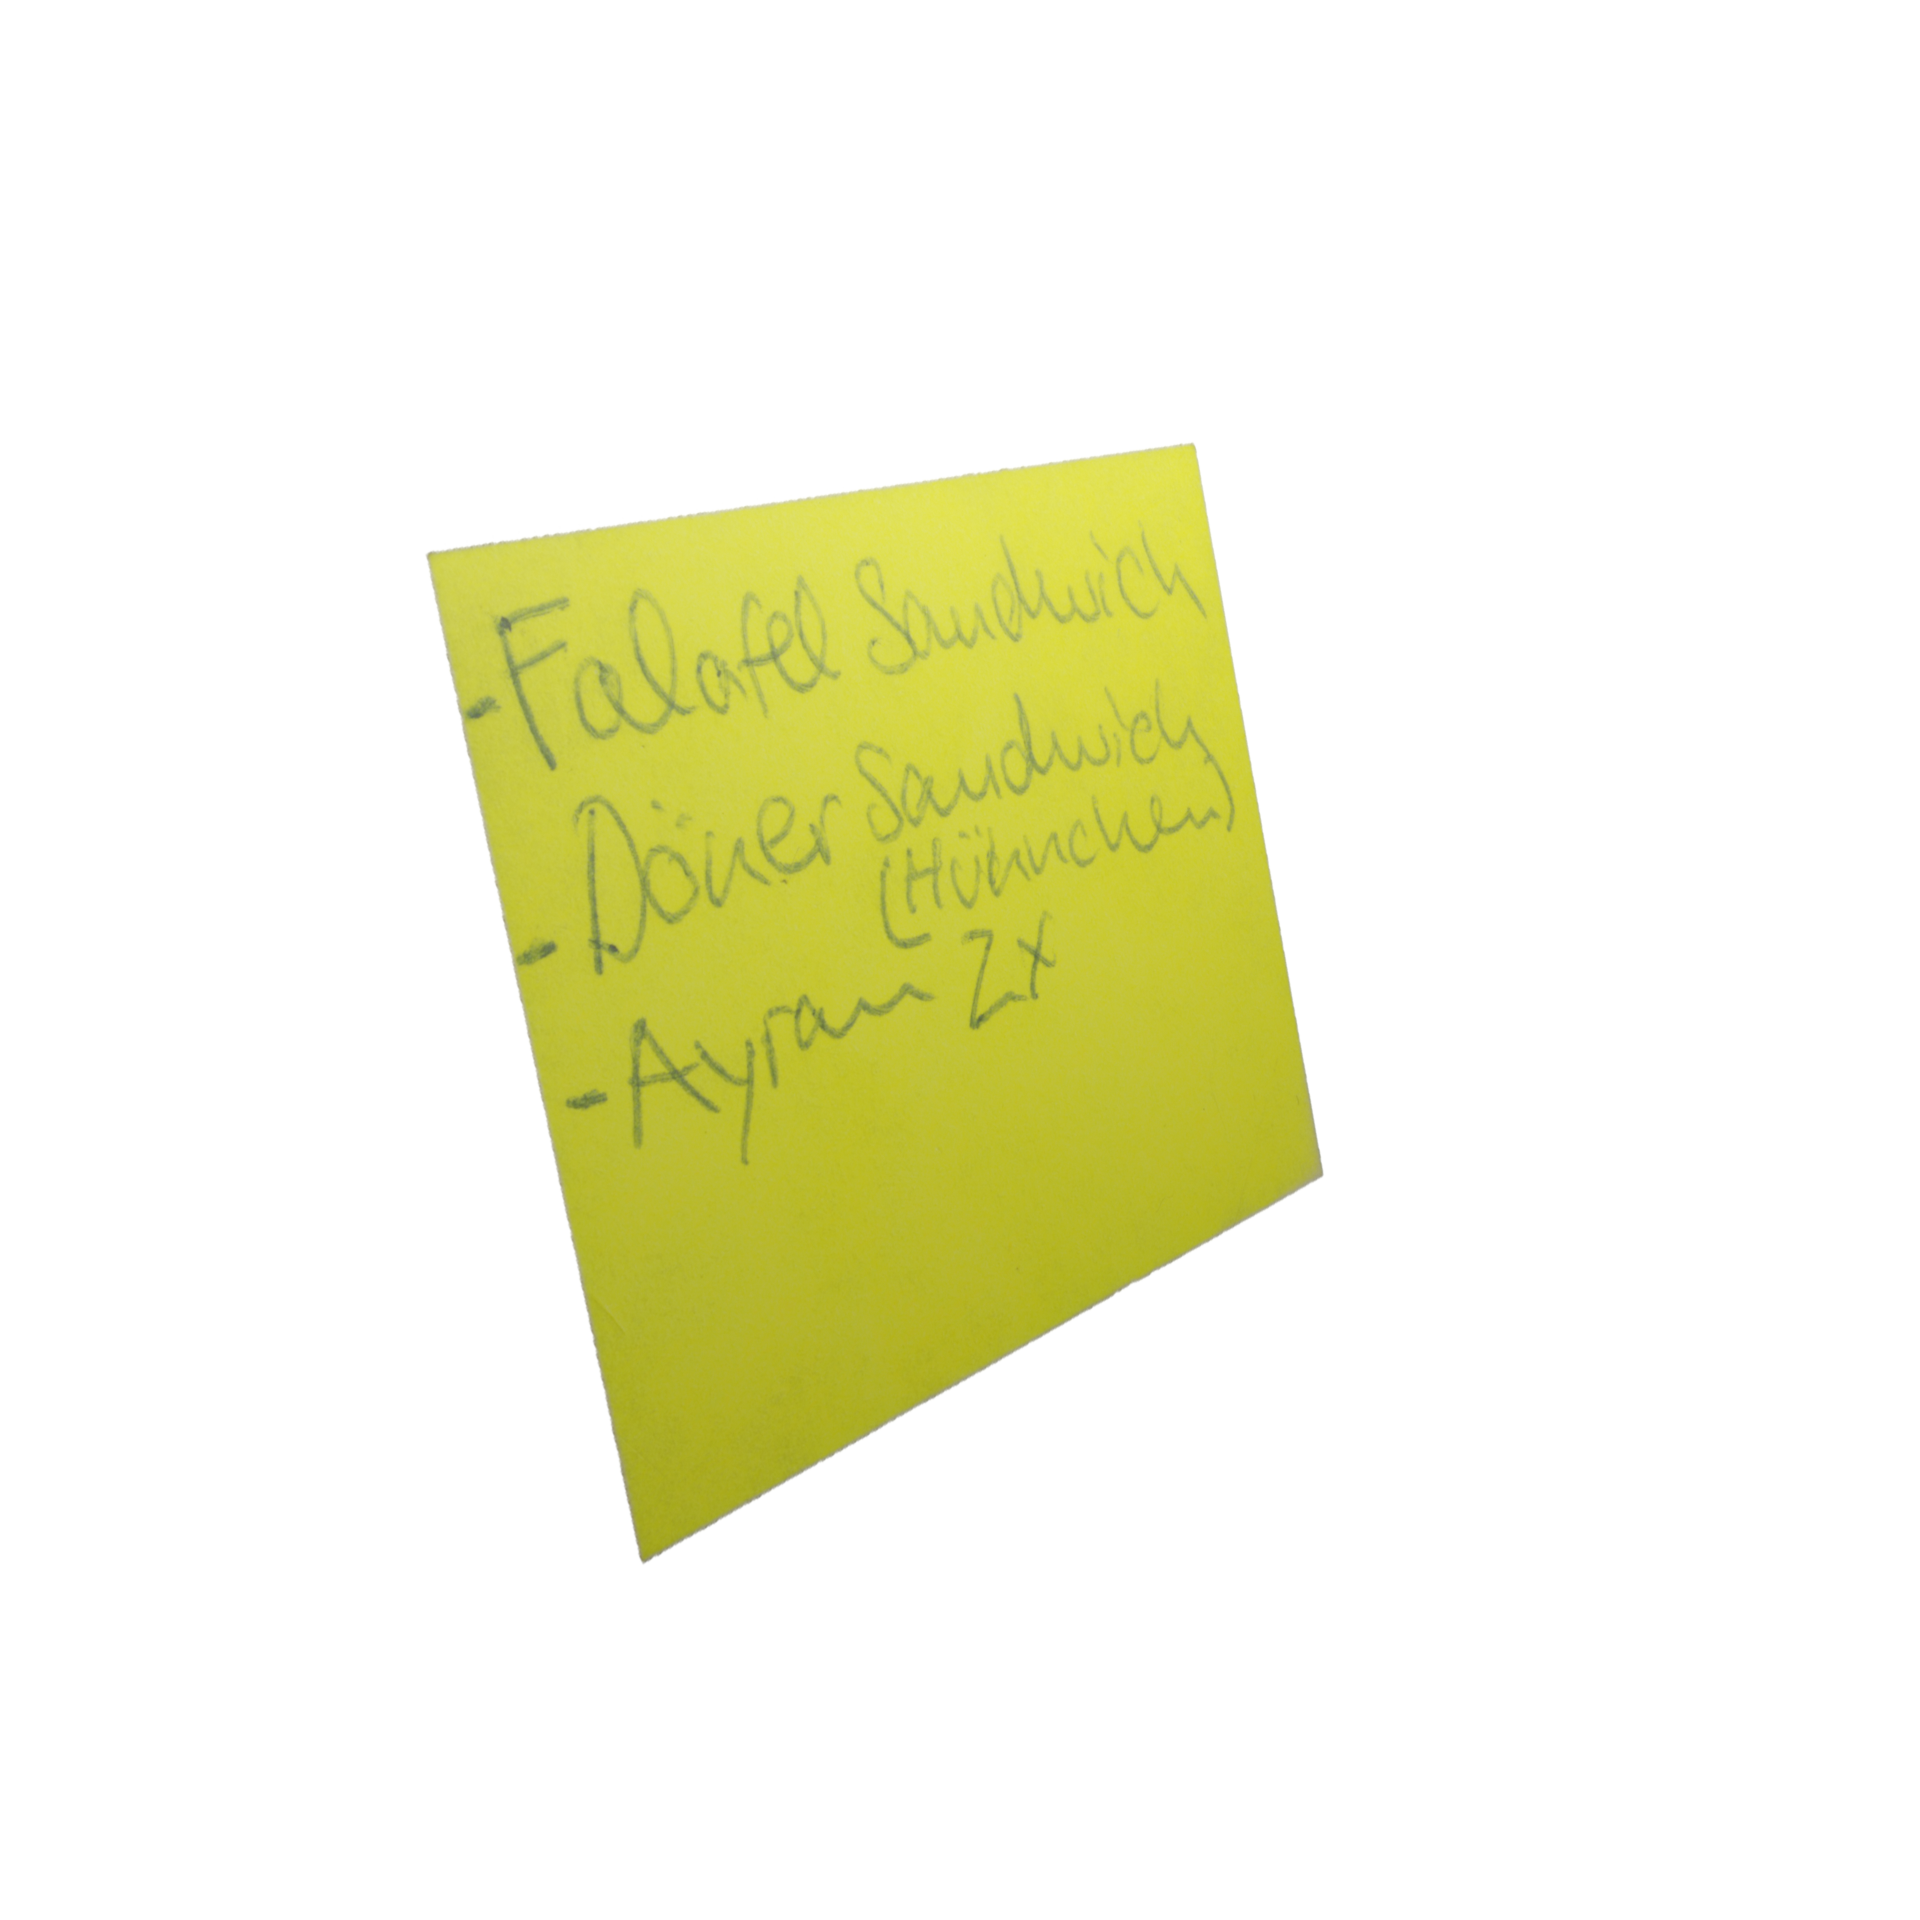 - Falafel Sandwich
- Döner Sandwich
(Hühnchen)
- Ayran 2x